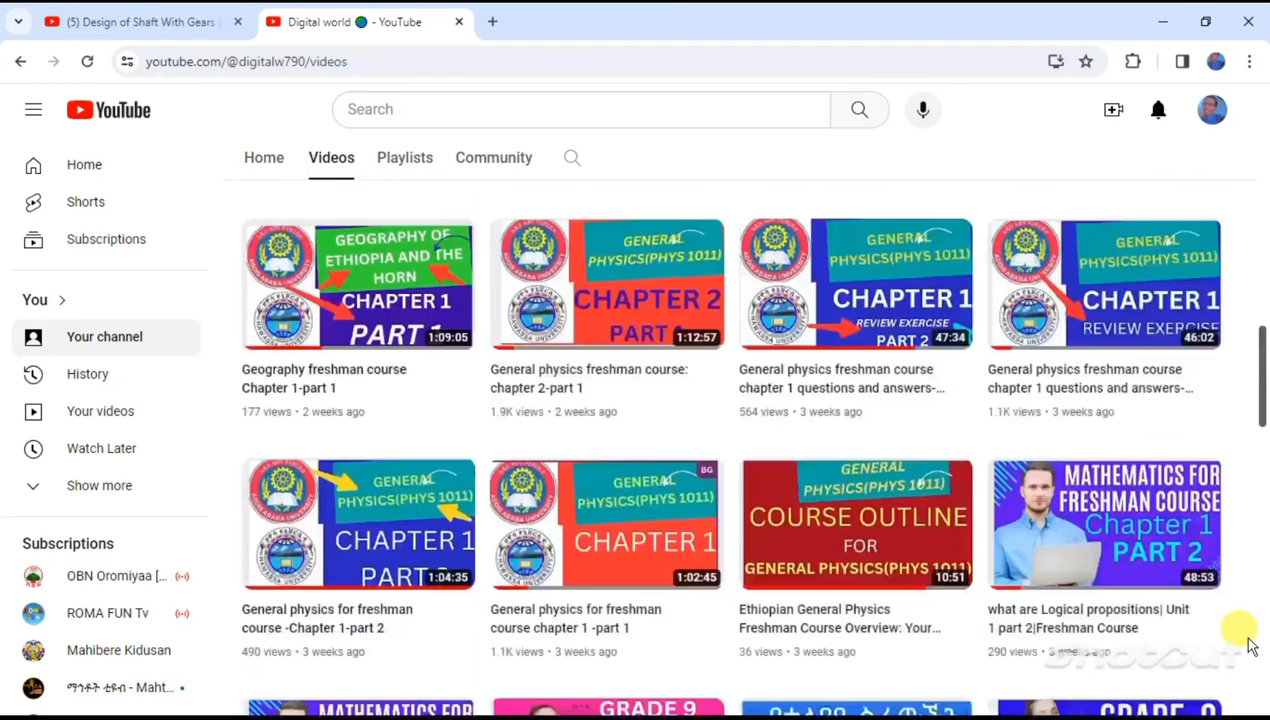 (5) Design of Shaft With Gears
Digital world - YouTube
youtube.com/@digitalw790/videos
YouTube
Search
Home
Videos
Playlists
Community
Home
Shorts
Subscriptions
You
Your channel
History
Your videos
Watch Later
Show more
Subscriptions
OBN Oromiyaa [...
ROMA FUN Tv
Mahibere Kidusan
ማኅቶት ቲዩብ - Maht...
GEOGRAPHY OF
ETHIOPIA AND THE
HORN
CHAPTER 1
PART 1
1:09:05
Geography freshman course
Chapter 1-part 1
177 views • 2 weeks ago
GENERAL
PHYSICS(PHYS 1011)
CHAPTER 2
PART
1:12:57
General physics freshman course:
chapter 2-part 1
1.9K views • 2 weeks ago
GENERAL
PHYSICS(PHYS 1011)
CHAPTER 1
REVIEW EXERCISE
PART 2
47:34
General physics freshman course
chapter 1 questions and answers-...
564 views • 3 weeks ago
GENERAL
PHYSICS(PHYS 1011)
CHAPTER 1
REVIEW EXERCISE
46:02
General physics freshman course
chapter 1 questions and answers-...
1.1K views • 3 weeks ago
GENERAL
PHYSICS(PHYS 1011)
CHAPTER 1
PART
1:04:35
General physics for freshman
course -Chapter 1-part 2
490 views • 3 weeks ago
BG
GENERAL
PHYSICS(PHYS 1011)
CHAPTER 1
1:02:45
General physics for freshman
course chapter 1 -part 1
1.1K views • 3 weeks ago
GENERAL
PHYSICS(PHYS 1011)
COURSE OUTLINE
FOR
GENERAL PHYSICS(PHYS 1011)
10:51
Ethiopian General Physics
Freshman Course Overview: Your...
36 views • 3 weeks ago
MATHEMATICS FOR
FRESHMAN COURSE
Chapter 1
PART 2
48:53
what are Logical propositions| Unit
1 part 2|Freshman Course
290 views • 3 weeks ago
shotcut
MATHEMATICS FOR
GRADE 9
GRADE 9